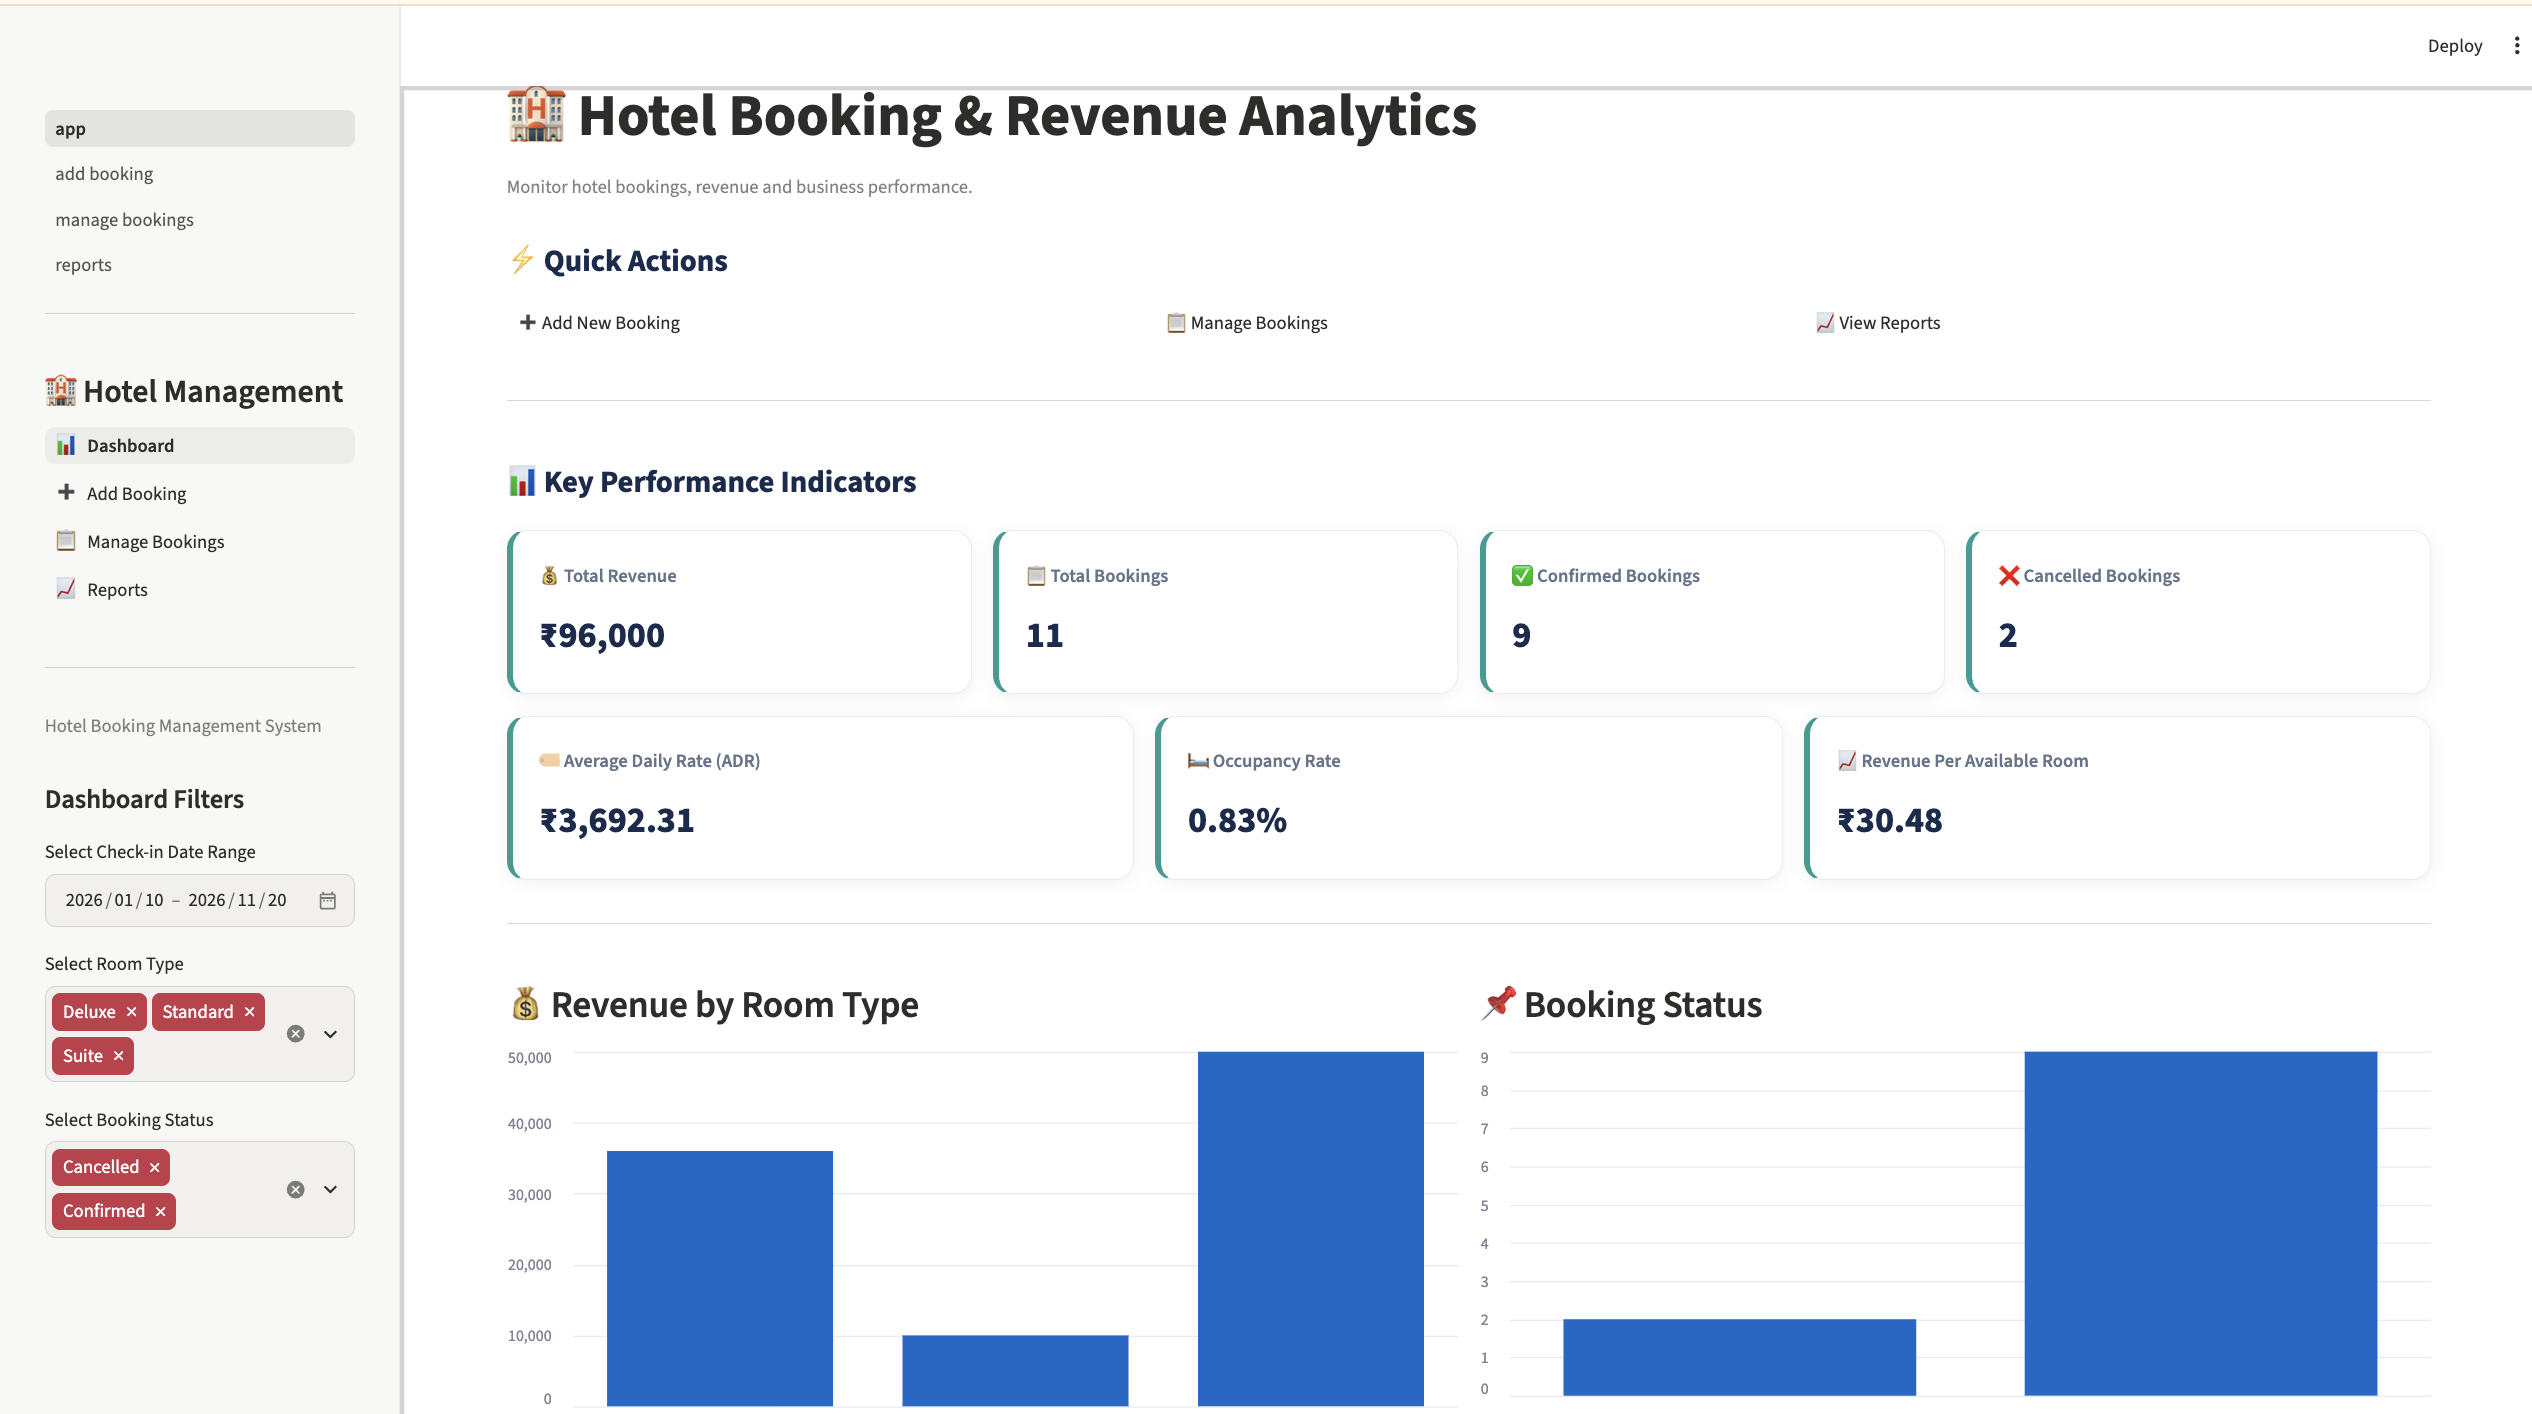 Deploy
app
add booking
manage bookings
reports
Hotel Management
Dashboard
Add Booking
Manage Bookings
Reports
Hotel Booking Management System
Dashboard Filters
Select Check-in Date Range
2026/01/10 – 2026/11/20
Select Room Type
Deluxe Standard
Suite
Select Booking Status
Cancelled
Confirmed
Hotel Booking & Revenue Analytics
Monitor hotel bookings, revenue and business performance.
Quick Actions
Add New Booking
Manage Bookings
View Reports
Key Performance Indicators
Total Revenue
₹96,000
Total Bookings
11
Confirmed Bookings
9
Cancelled Bookings
2
Average Daily Rate (ADR)
₹3,692.31
Occupancy Rate
0.83%
Revenue Per Available Room
₹30.48
Revenue by Room Type
50,000
40,000
30,000
20,000
10,000
0
Booking Status
9
8
7
6
5
4
3
2
1
0